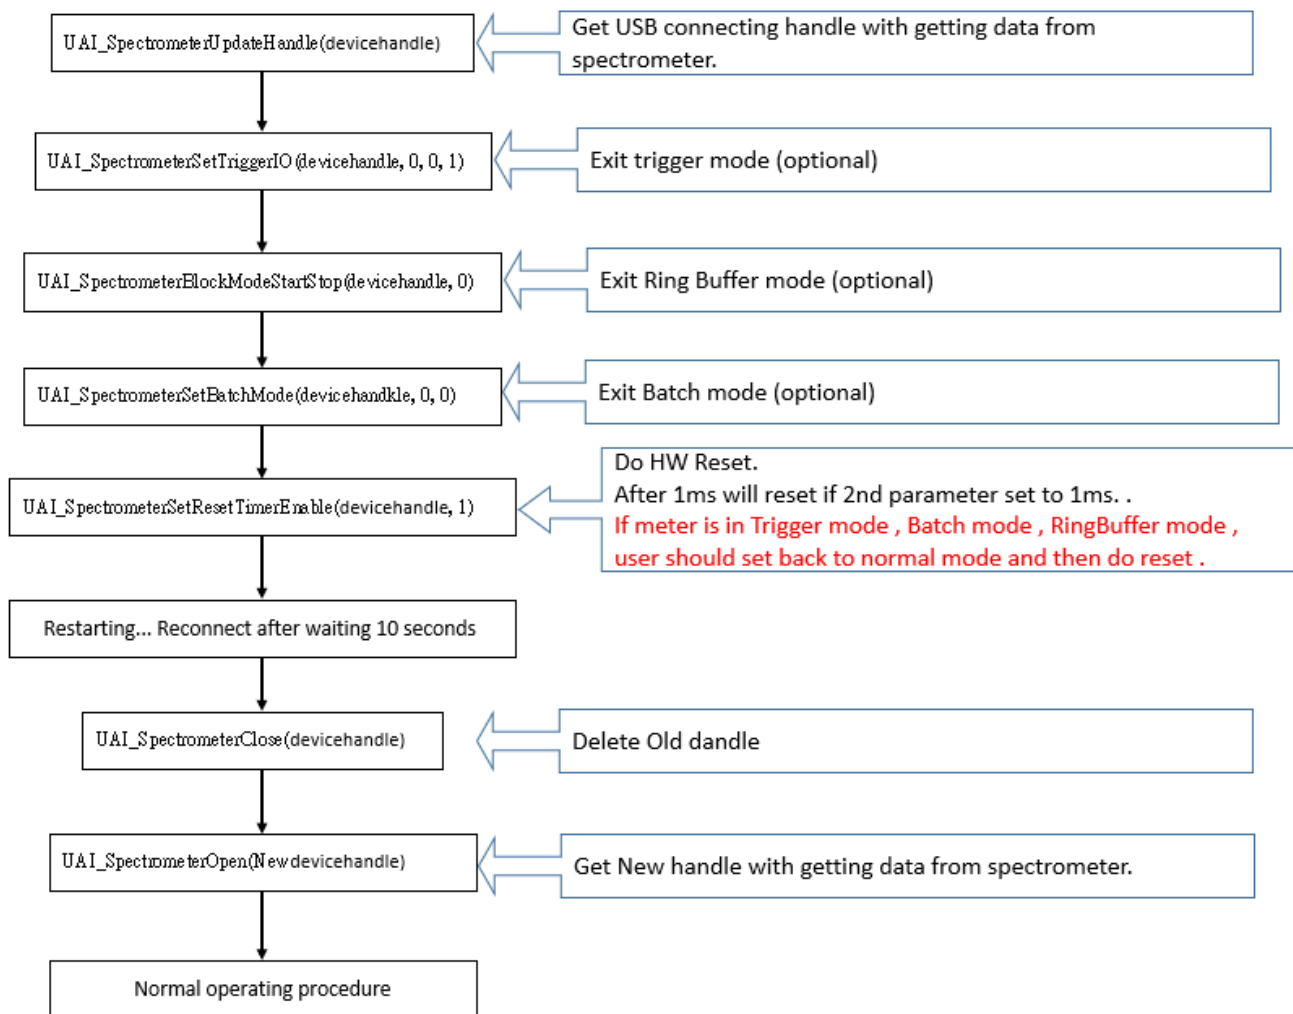 UAI_SpectrometerUpdateHandle(devicehandle)
Get USB connecting handle with getting data from
spectrometer.
UAI_SpectrometerSetTriggerIO(devicehandle, 0, 0, 1)
Exit trigger mode (optional)
UAI_SpectrometerBlockModeStartStop(devicehandle, 0)
Exit Ring Buffer mode (optional)
UAI_SpectrometerSetBatchMode(devicehandkle, 0, 0)
Exit Batch mode (optional)
UAI_SpectrometerSetResetTimerEnable(devicehandle, 1)
Do HW Reset.
After 1ms will reset if 2nd parameter set to 1ms. .
If meter is in Trigger mode , Batch mode , RingBuffer mode ,
user should set back to normal mode and then do reset .
Restarting... Reconnect after waiting 10 seconds
UAI_SpectrometerClose(devicehandle)
Delete Old dandle
UAI_SpectrometerOpen(New devicehandle)
Get New handle with getting data from spectrometer.
Normal operating procedure